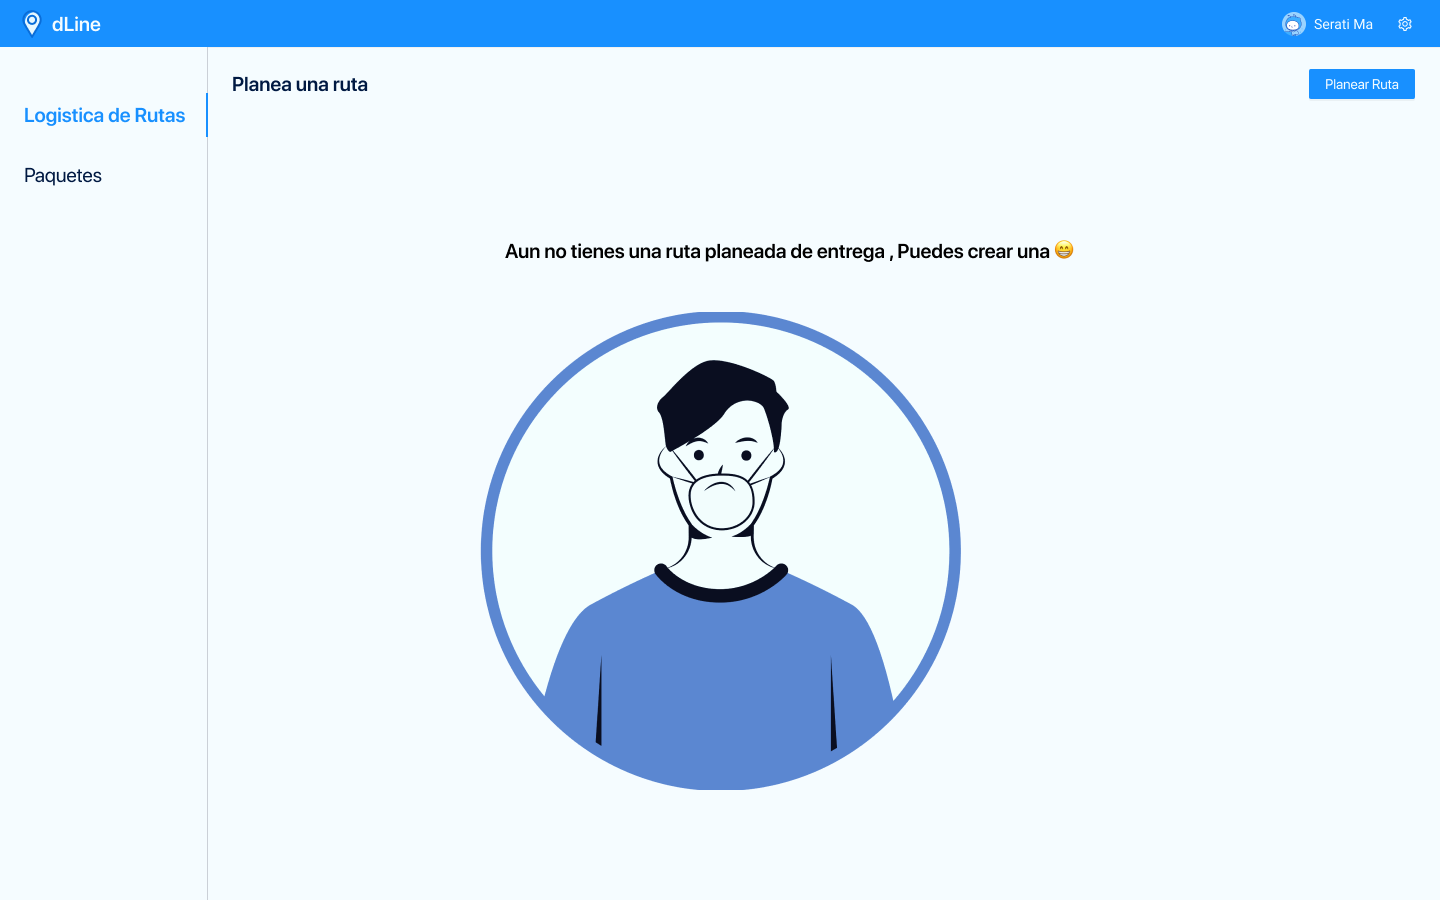 dLine
Serati Ma
Logistica de Rutas
Paquetes
Planea una ruta
Planear Ruta
Aun no tienes una ruta planeada de entrega , Puedes crear una 😁